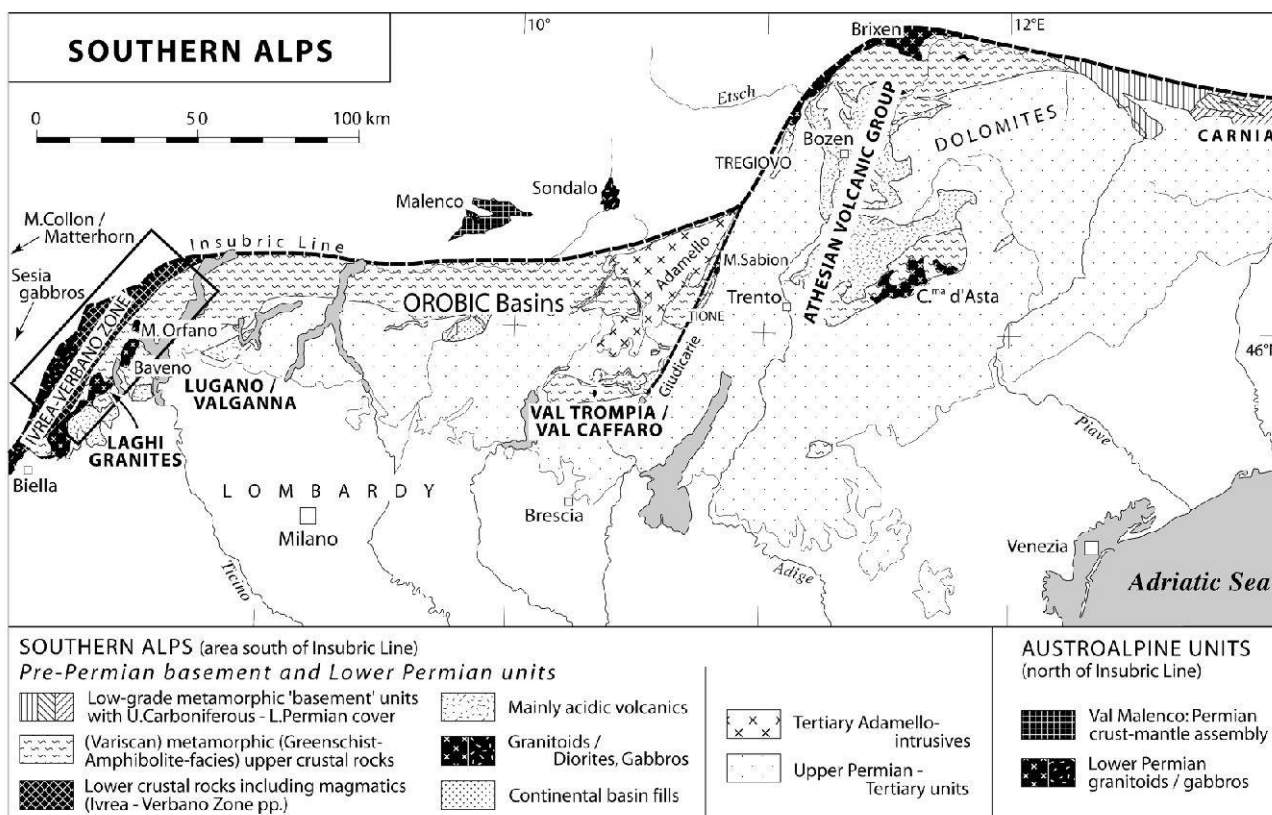 SOUTHERN ALPS
0 50 100 km
10°
12°E
Brixen
Etsch
Bozen
TREGIOVO
DOLOMITES
CARNIA
ATHESIAN VOLCANIC GROUP
Sondalo
Malenco
M.Collon /
Matterhorn
Insubric Line
Sesia
gabbros
Adamello
M.Sabion
Trento
C.ma d'Asta
OROBIC Basins
IVREA-VERBANO ZONE
M.Orfano
TIONE
46°N
Baveno
Giudicarie
LUGANO /
VALGANNA
VAL TROMPIA /
VAL CAFFARO
LAGHI
GRANITES
Piave
Biella
LOMBARDY
Brescia
Milano
Venezia
Ticino
Adige
Adriatic Sea
SOUTHERN ALPS (area south of Insubric Line)
Pre-Permian basement and Lower Permian units
Low-grade metamorphic 'basement' units
with U.Carboniferous - L.Permian cover
(Variscan) metamorphic (Greenschist-
Amphibolite-facies) upper crustal rocks
Lower crustal rocks including magmatics
(Ivrea - Verbano Zone pp.)
Mainly acidic volcanics
Granitoids /
Diorites, Gabbros
Continental basin fills
Tertiary Adamello-
intrusives
Upper Permian -
Tertiary units
AUSTROALPINE UNITS
(north of Insubric Line)
Val Malenco: Permian
crust-mantle assembly
Lower Permian
granitoids / gabbros